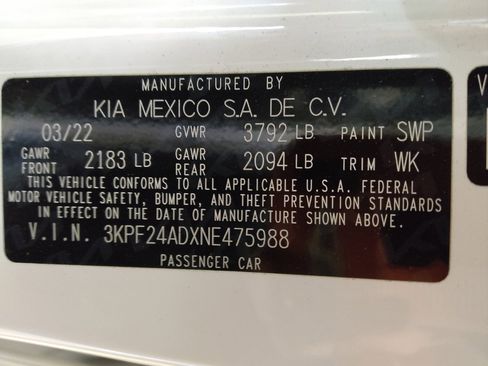 MANUFACTURED BY
KIA MEXICO S.A. DE C.V.
03/22 GVWR 3792 LB PAINT SWP
GAWR FRONT 2183 LB GAWR REAR 2094 LB TRIM WK
THIS VEHICLE CONFORMS TO ALL APPLICABLE U.S.A. FEDERAL
MOTOR VEHICLE SAFETY, BUMPER, AND THEFT PREVENTION STANDARDS
IN EFFECT ON THE DATE OF MANUFACTURE SHOWN ABOVE.
V.I.N. 3KPF24ADXNE475988
PASSENGER CAR
V